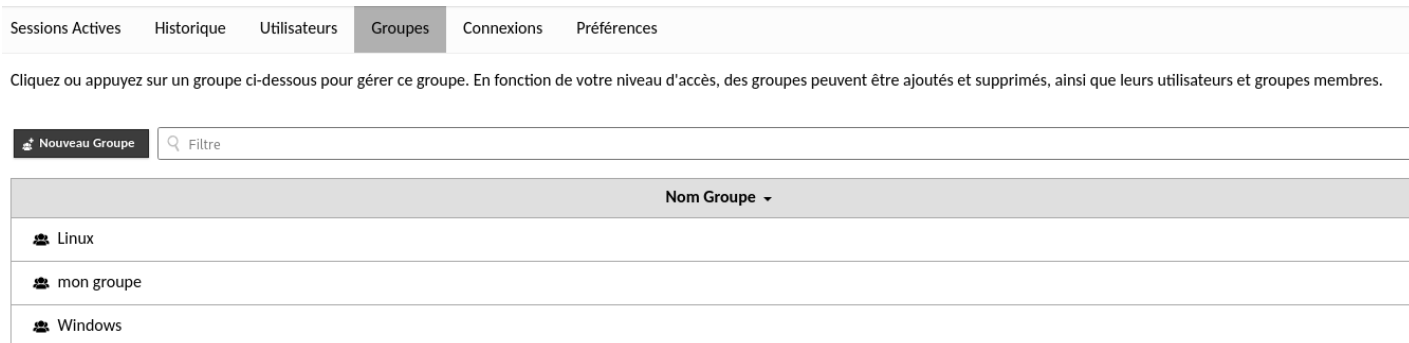 Sessions Actives Historique Utilisateurs Groupes Connexions Préférences
Cliquez ou appuyez sur un groupe ci-dessous pour gérer ce groupe. En fonction de votre niveau d'accès, des groupes peuvent être ajoutés et supprimés, ainsi que leurs utilisateurs et groupes membres.
Nouveau Groupe Filtre
Nom Groupe
Linux
mon groupe
Windows